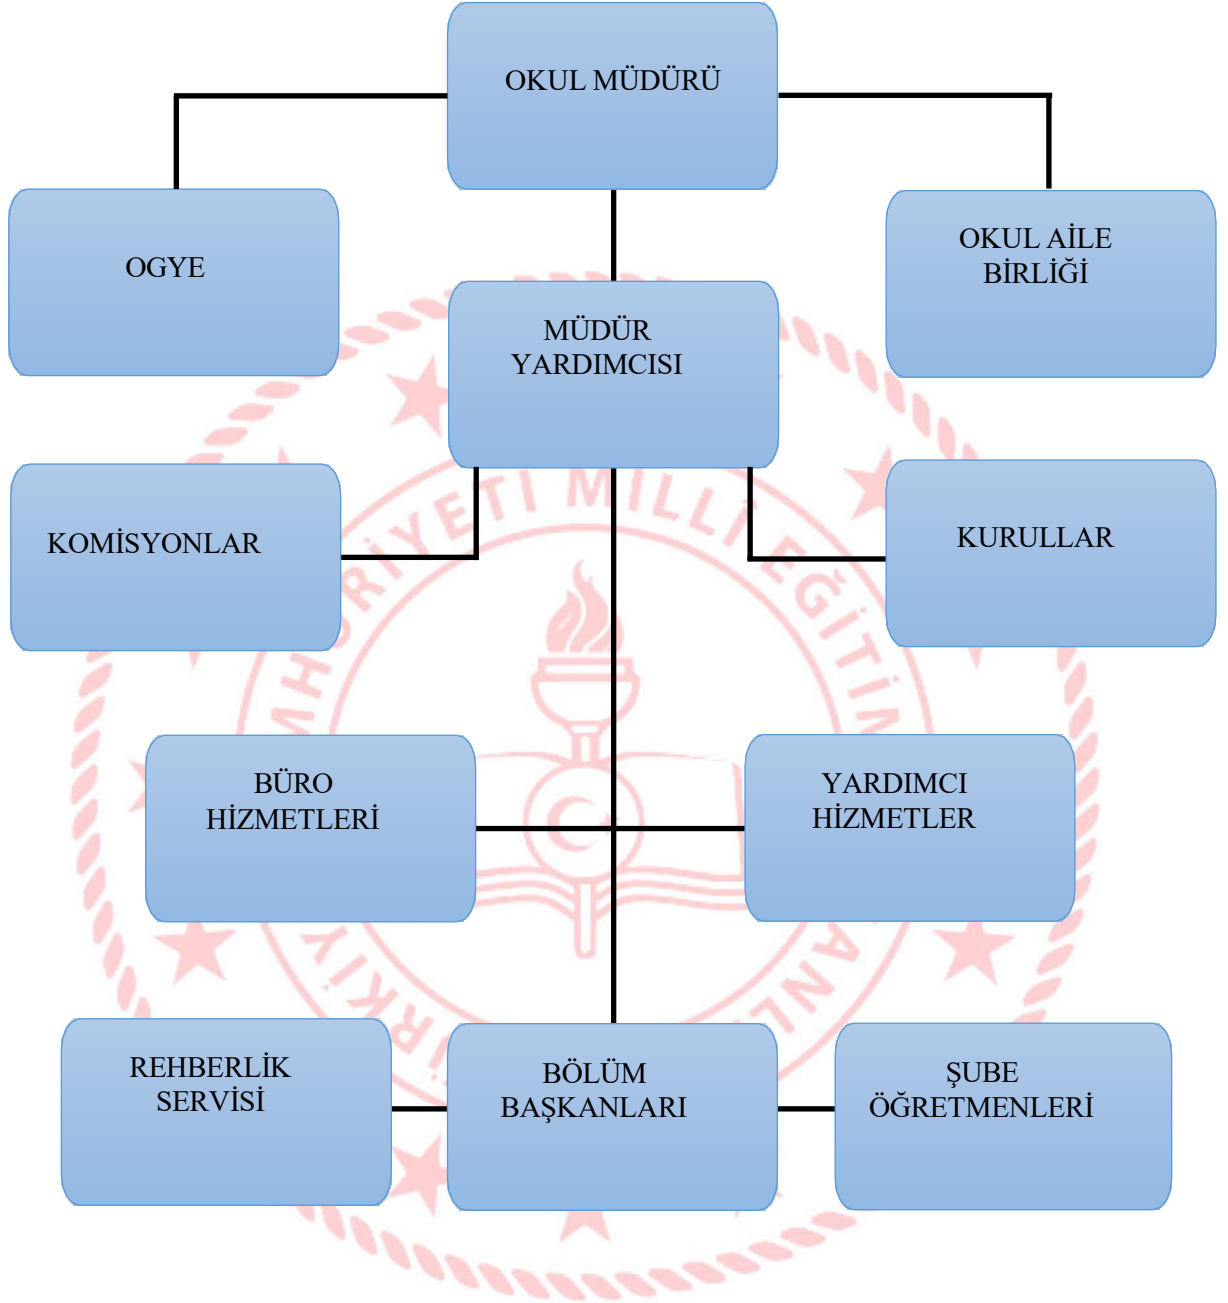 OKUL MÜDÜRÜ
OGYE
OKUL AİLE
BİRLİĞİ
MÜDÜR
YARDIMCISI
KOMİSYONLAR
KURULLAR
BÜRO
HİZMETLERİ
YARDIMCI
HİZMETLER
REHBERLİK
SERVİSİ
BÖLÜM
BAŞKANLARI
ŞUBE
ÖĞRETMENLERİ